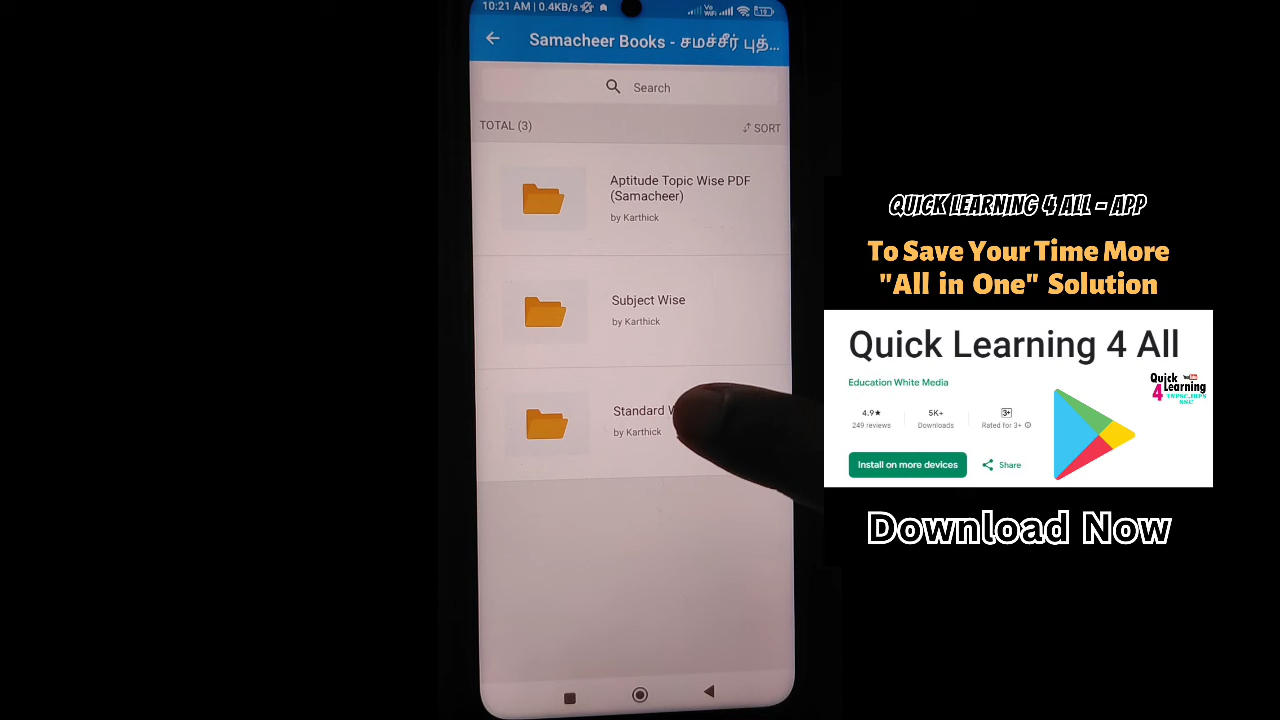 10:21 AM | 0.4KB/s
Vo
WiFi
19
Samacheer Books - சமச்சீர் புத்...
Search
TOTAL (3)
SORT
Aptitude Topic Wise PDF
(Samacheer)
by Karthick
Subject Wise
by Karthick
Standard
by Karthick
QUICK LEARNING 4 ALL - APP
To Save Your Time More
"All in One" Solution
Quick Learning 4 All
Education White Media
4.9★
249 reviews
5K+
Downloads
3+
Rated for 3+
Install on more devices
Share
Quick
Learning
4
Download Now